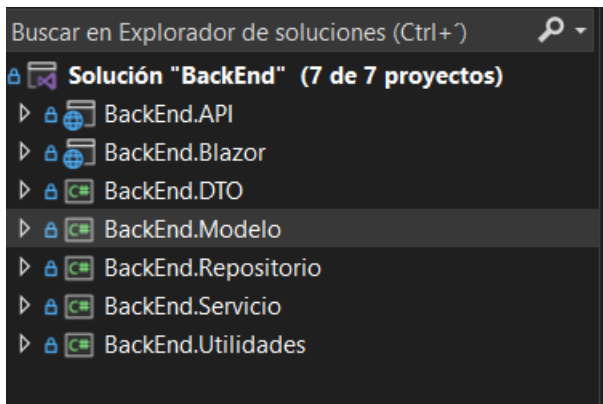 Buscar en Explorador de soluciones (Ctrl+´)
Solución "BackEnd" (7 de 7 proyectos)
BackEnd.API
BackEnd.Blazor
C# BackEnd.DTO
C# BackEnd.Modelo
C# BackEnd.Repositorio
C# BackEnd.Servicio
C# BackEnd.Utilidades